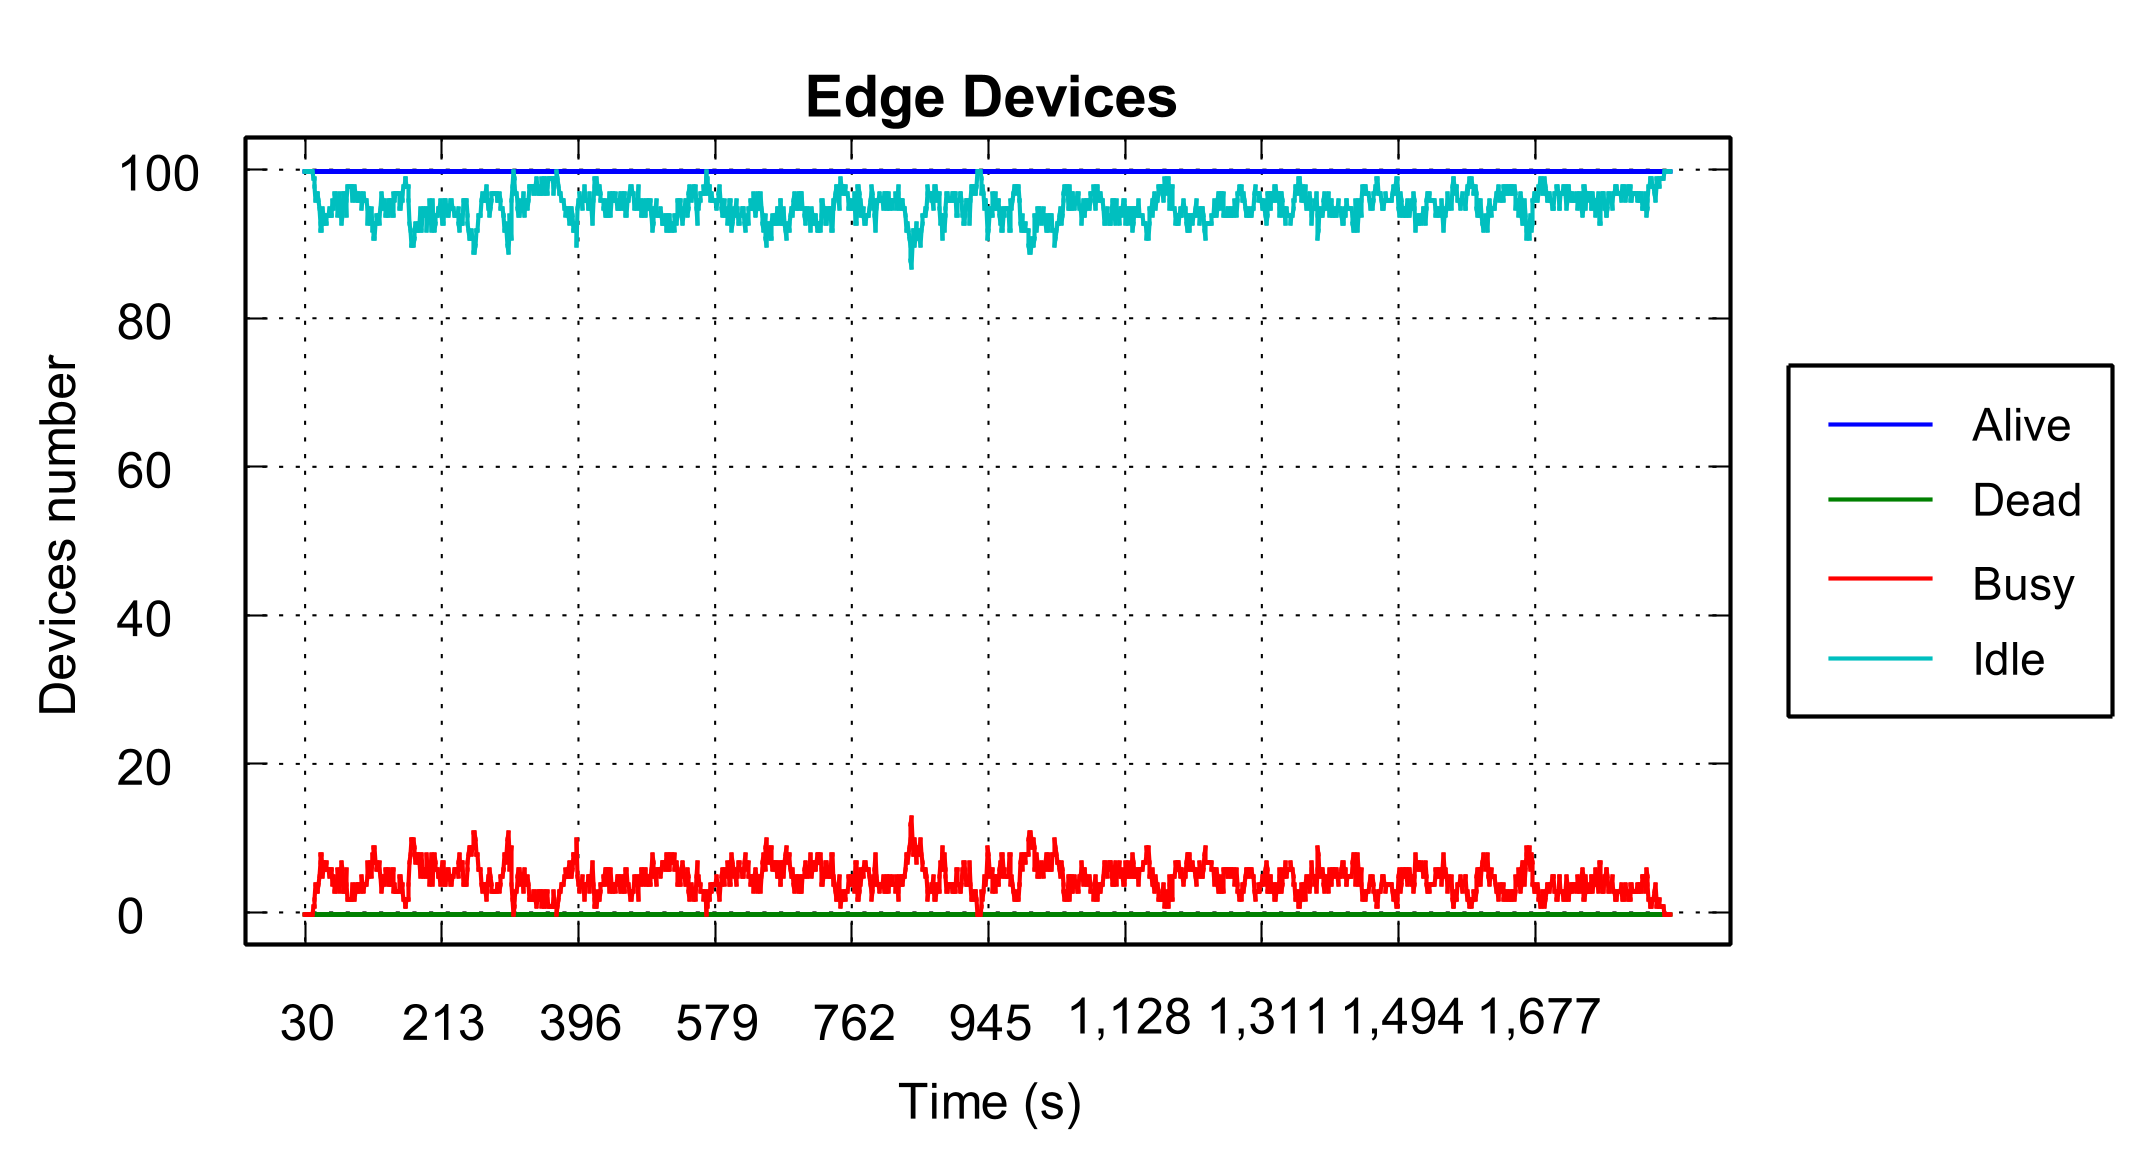 Edge Devices
100
80
60
40
20
0
Devices number
30 213 396 579 762 945 1,128 1,311 1,494 1,677
Time (s)
Alive
Dead
Busy
Idle